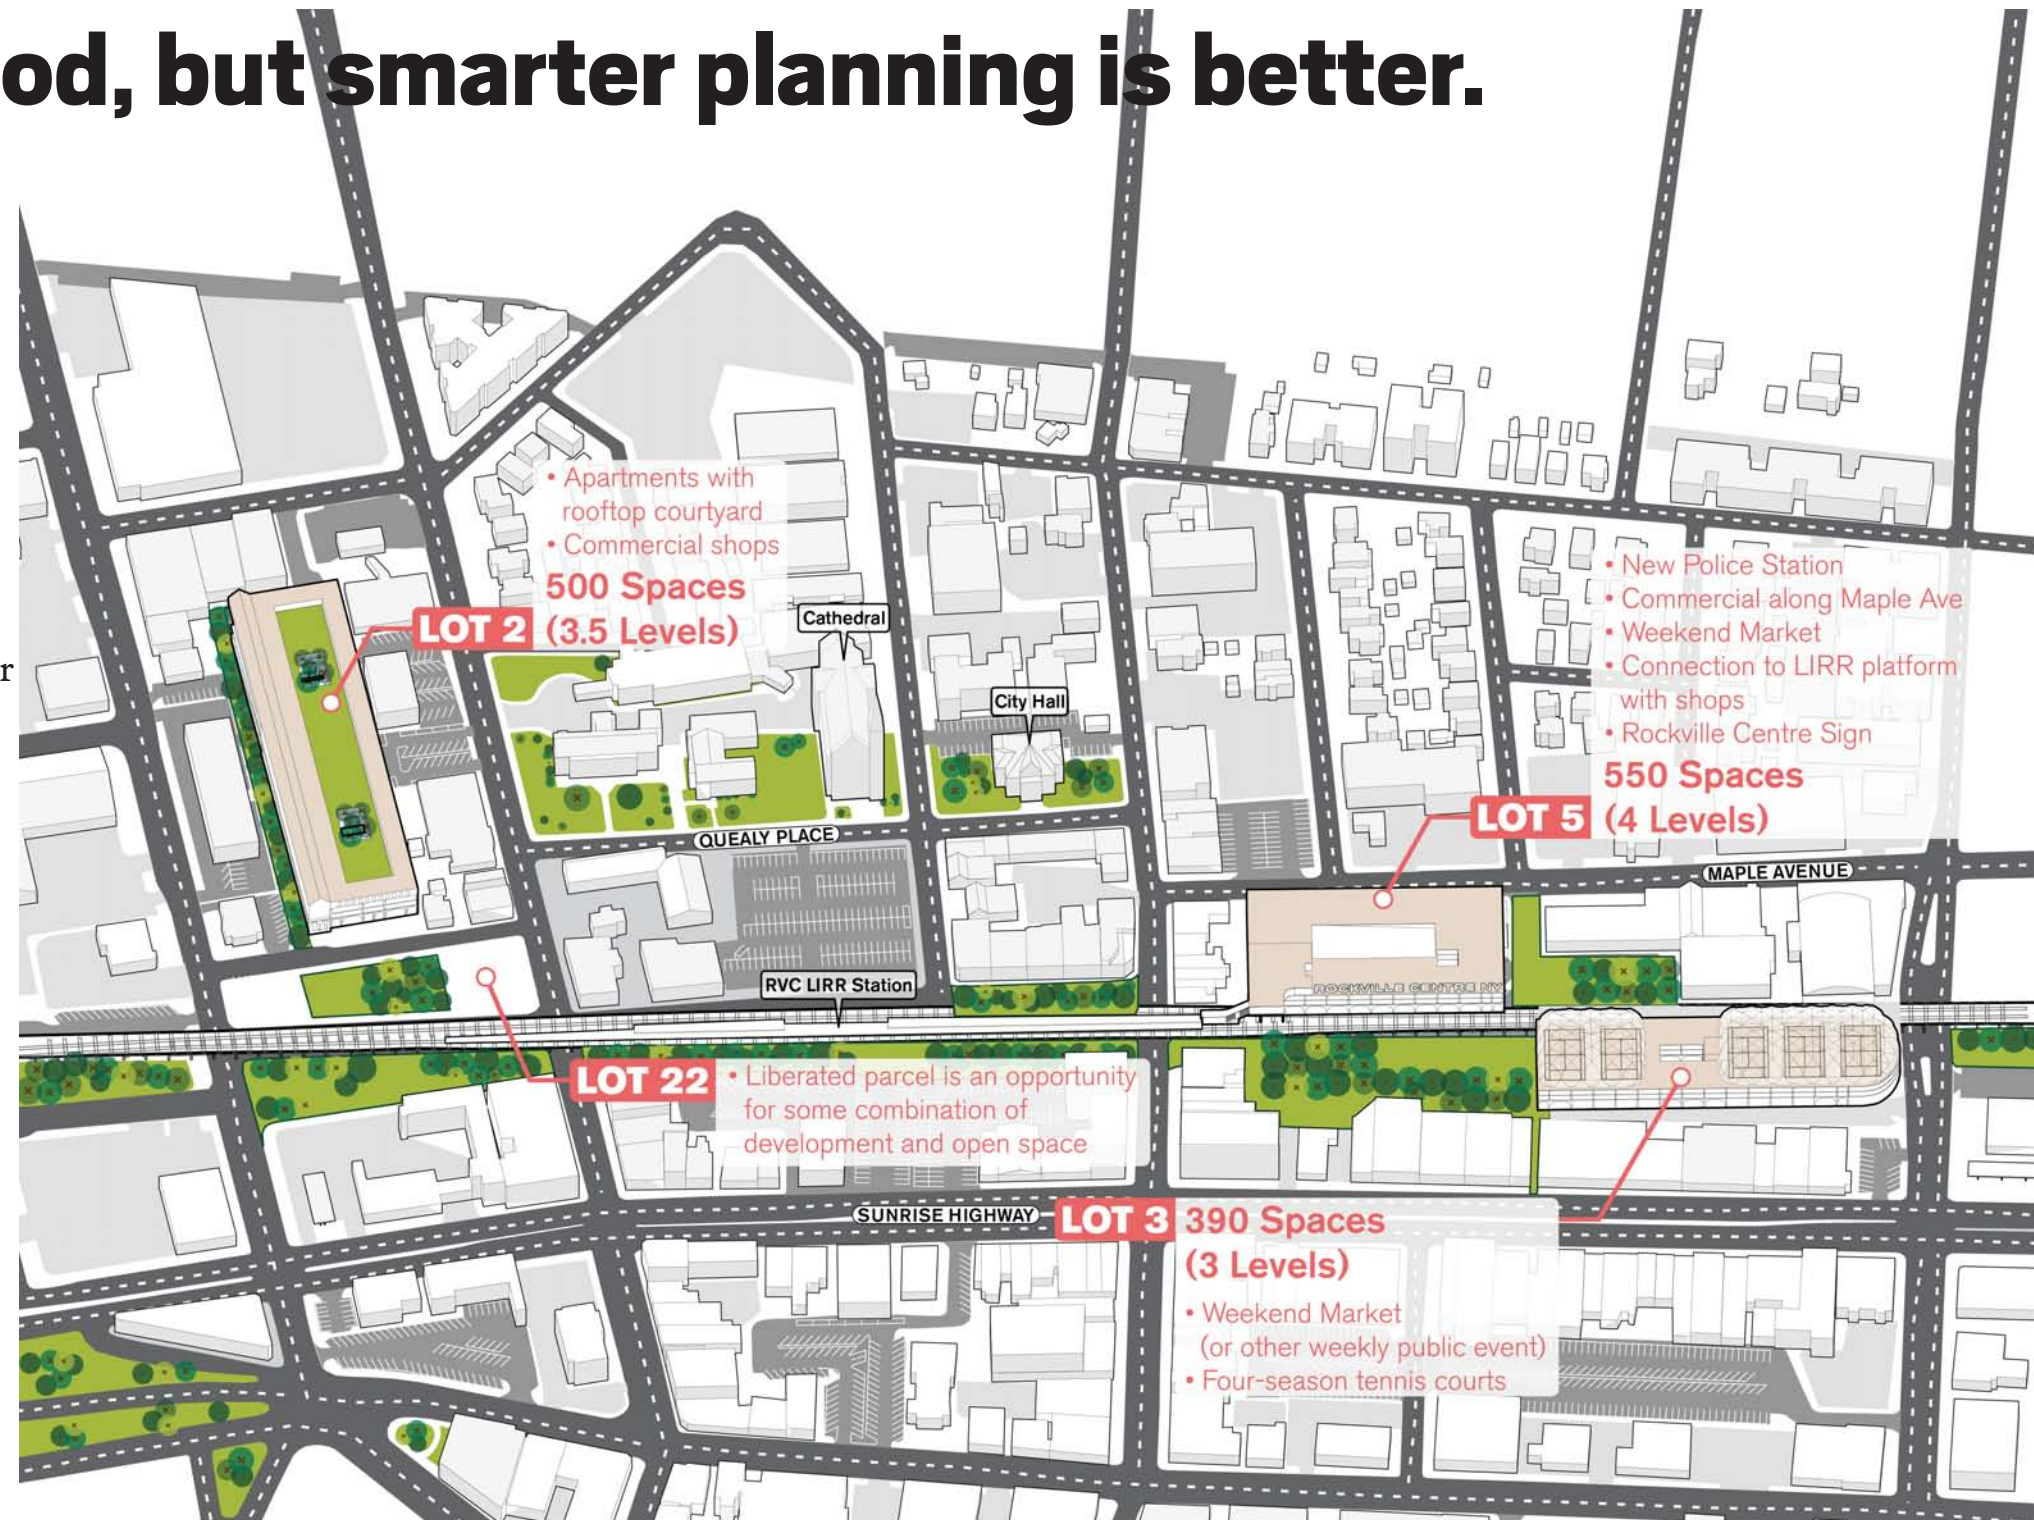 od, but smarter planning is better.
r
• Apartments with
rooftop courtyard
• Commercial shops
500 Spaces
LOT 2 (3.5 Levels)
Cathedral
City Hall
• New Police Station
• Commercial along Maple Ave
• Weekend Market
• Connection to LIRR platform
with shops
• Rockville Centre Sign
550 Spaces
LOT 5 (4 Levels)
QUEALY PLACE
MAPLE AVENUE
RVC LIRR Station
ROCKVILLE CENTRE NY
LOT 22
• Liberated parcel is an opportunity
for some combination of
development and open space
SUNRISE HIGHWAY
LOT 3 390 Spaces
(3 Levels)
• Weekend Market
(or other weekly public event)
• Four-season tennis courts